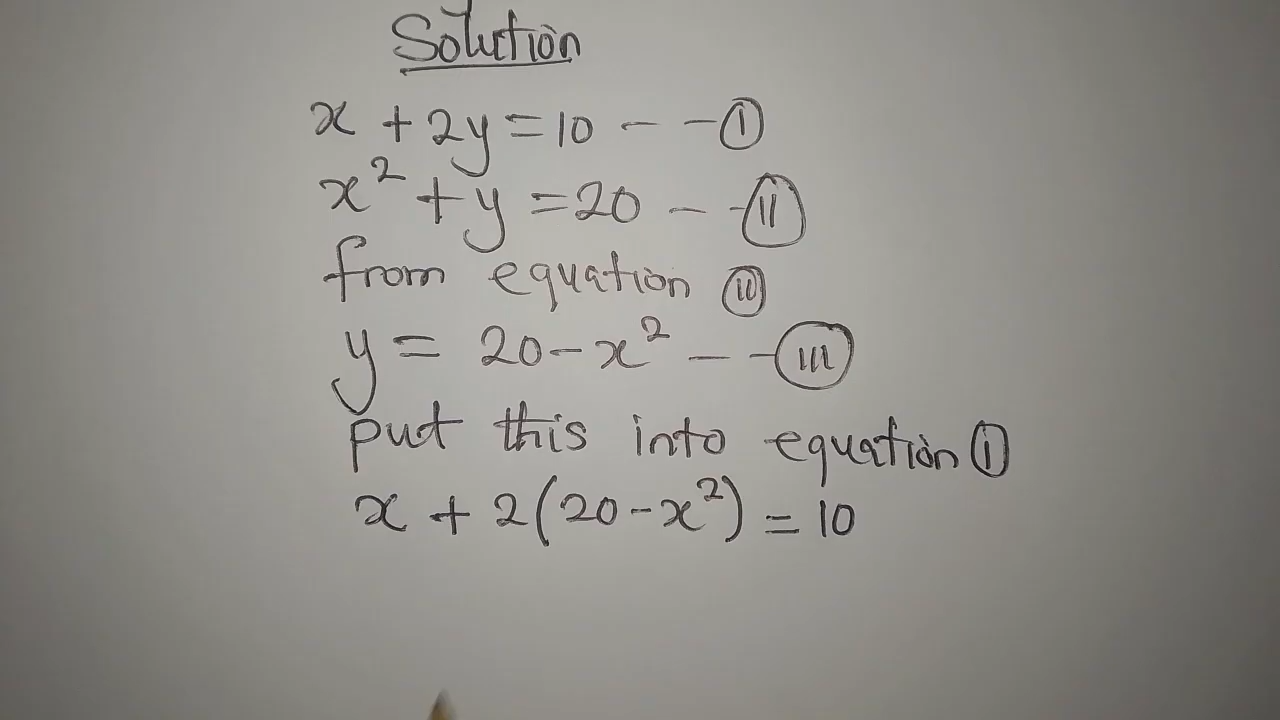 Solution
x + 2y = 10 - - (i)
x² + y = 20 - - (ii)
from equation (ii)
y = 20 - x² - - (iii)
put this into equation (i)
x + 2(20 - x²) = 10